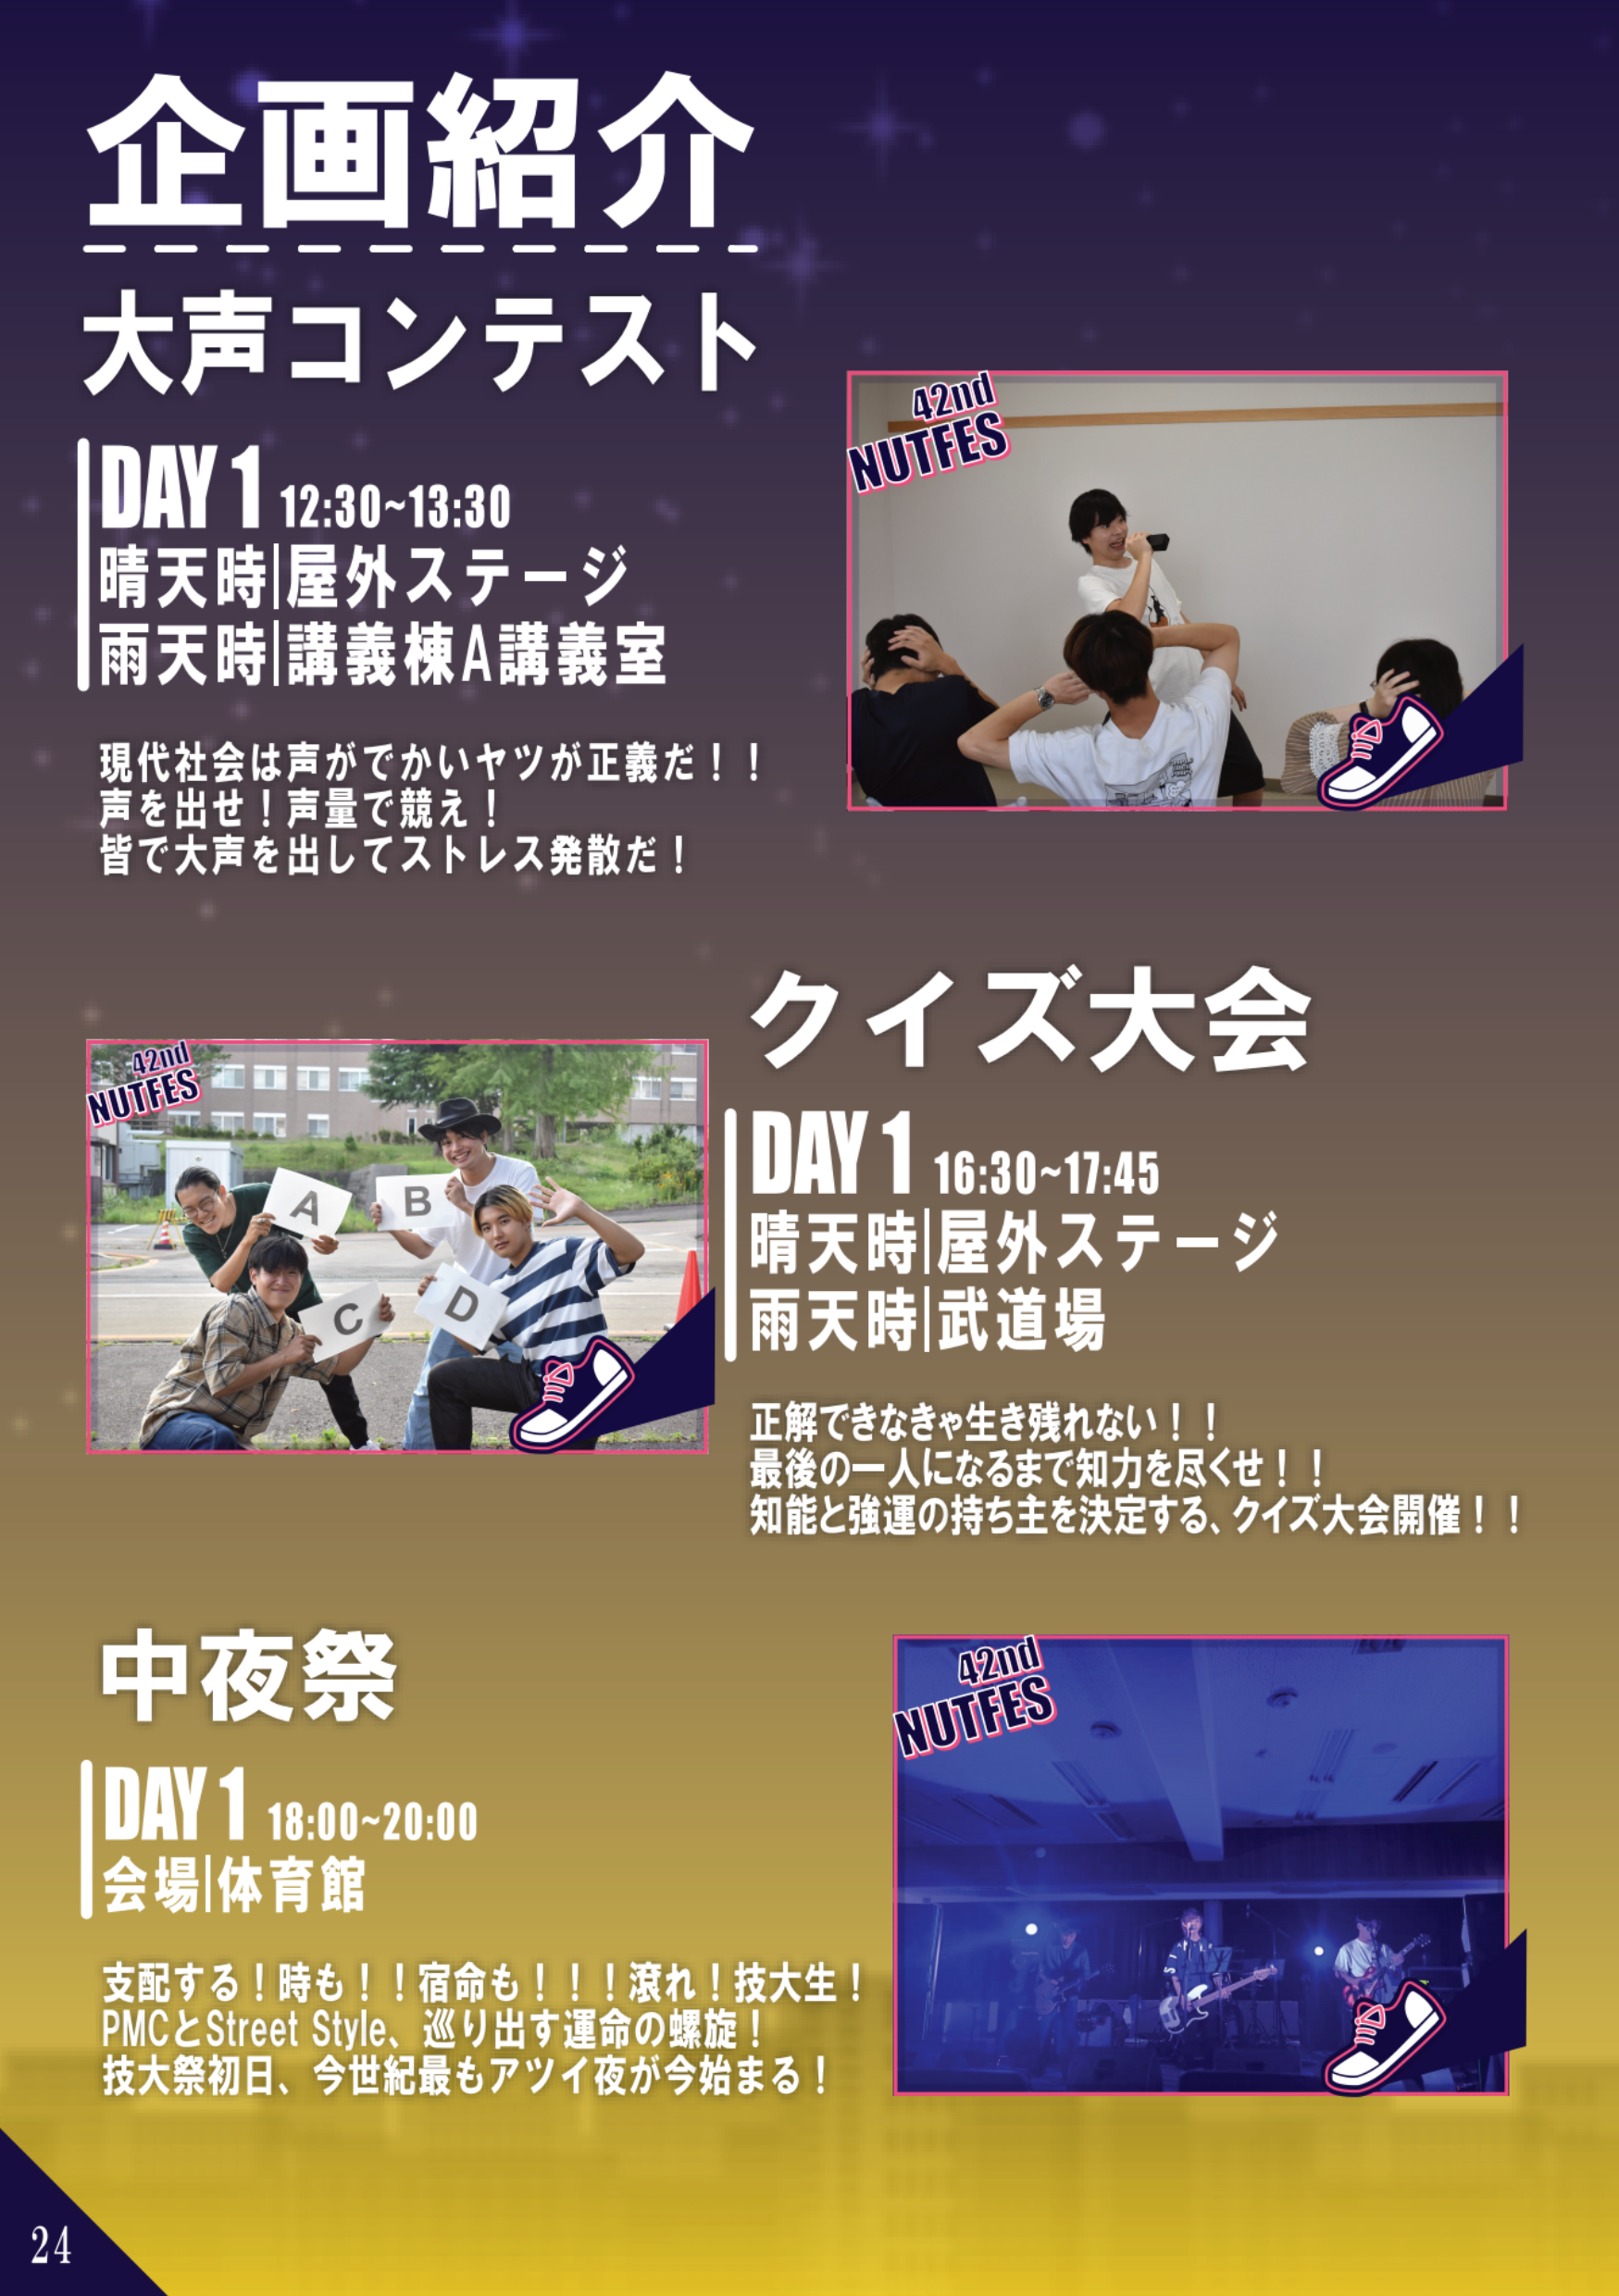 企画紹介
大声コンテスト
DAY 1 12:30~13:30
晴天時|屋外ステージ
雨天時|講義棟A講義室
現代社会は声がでかいヤツが正義だ！！
声を出せ！声量で競え！
皆で大声を出してストレス発散だ！
42nd
NUTFES
クイズ大会
DAY 1 16:30~17:45
晴天時|屋外ステージ
雨天時|武道場
正解できなきゃ生き残れない！！
最後の一人になるまで知力を尽くせ！！
知能と強運の持ち主を決定する、クイズ大会開催！！
42nd
NUTFES
A
B
C
D
中夜祭
DAY 1 18:00~20:00
会場|体育館
支配する！時も！！宿命も！！！滾れ！技大生！
PMCとStreet Style、巡り出す運命の螺旋！
技大祭初日、今世紀最もアツイ夜が今始まる！
42nd
NUTFES
24